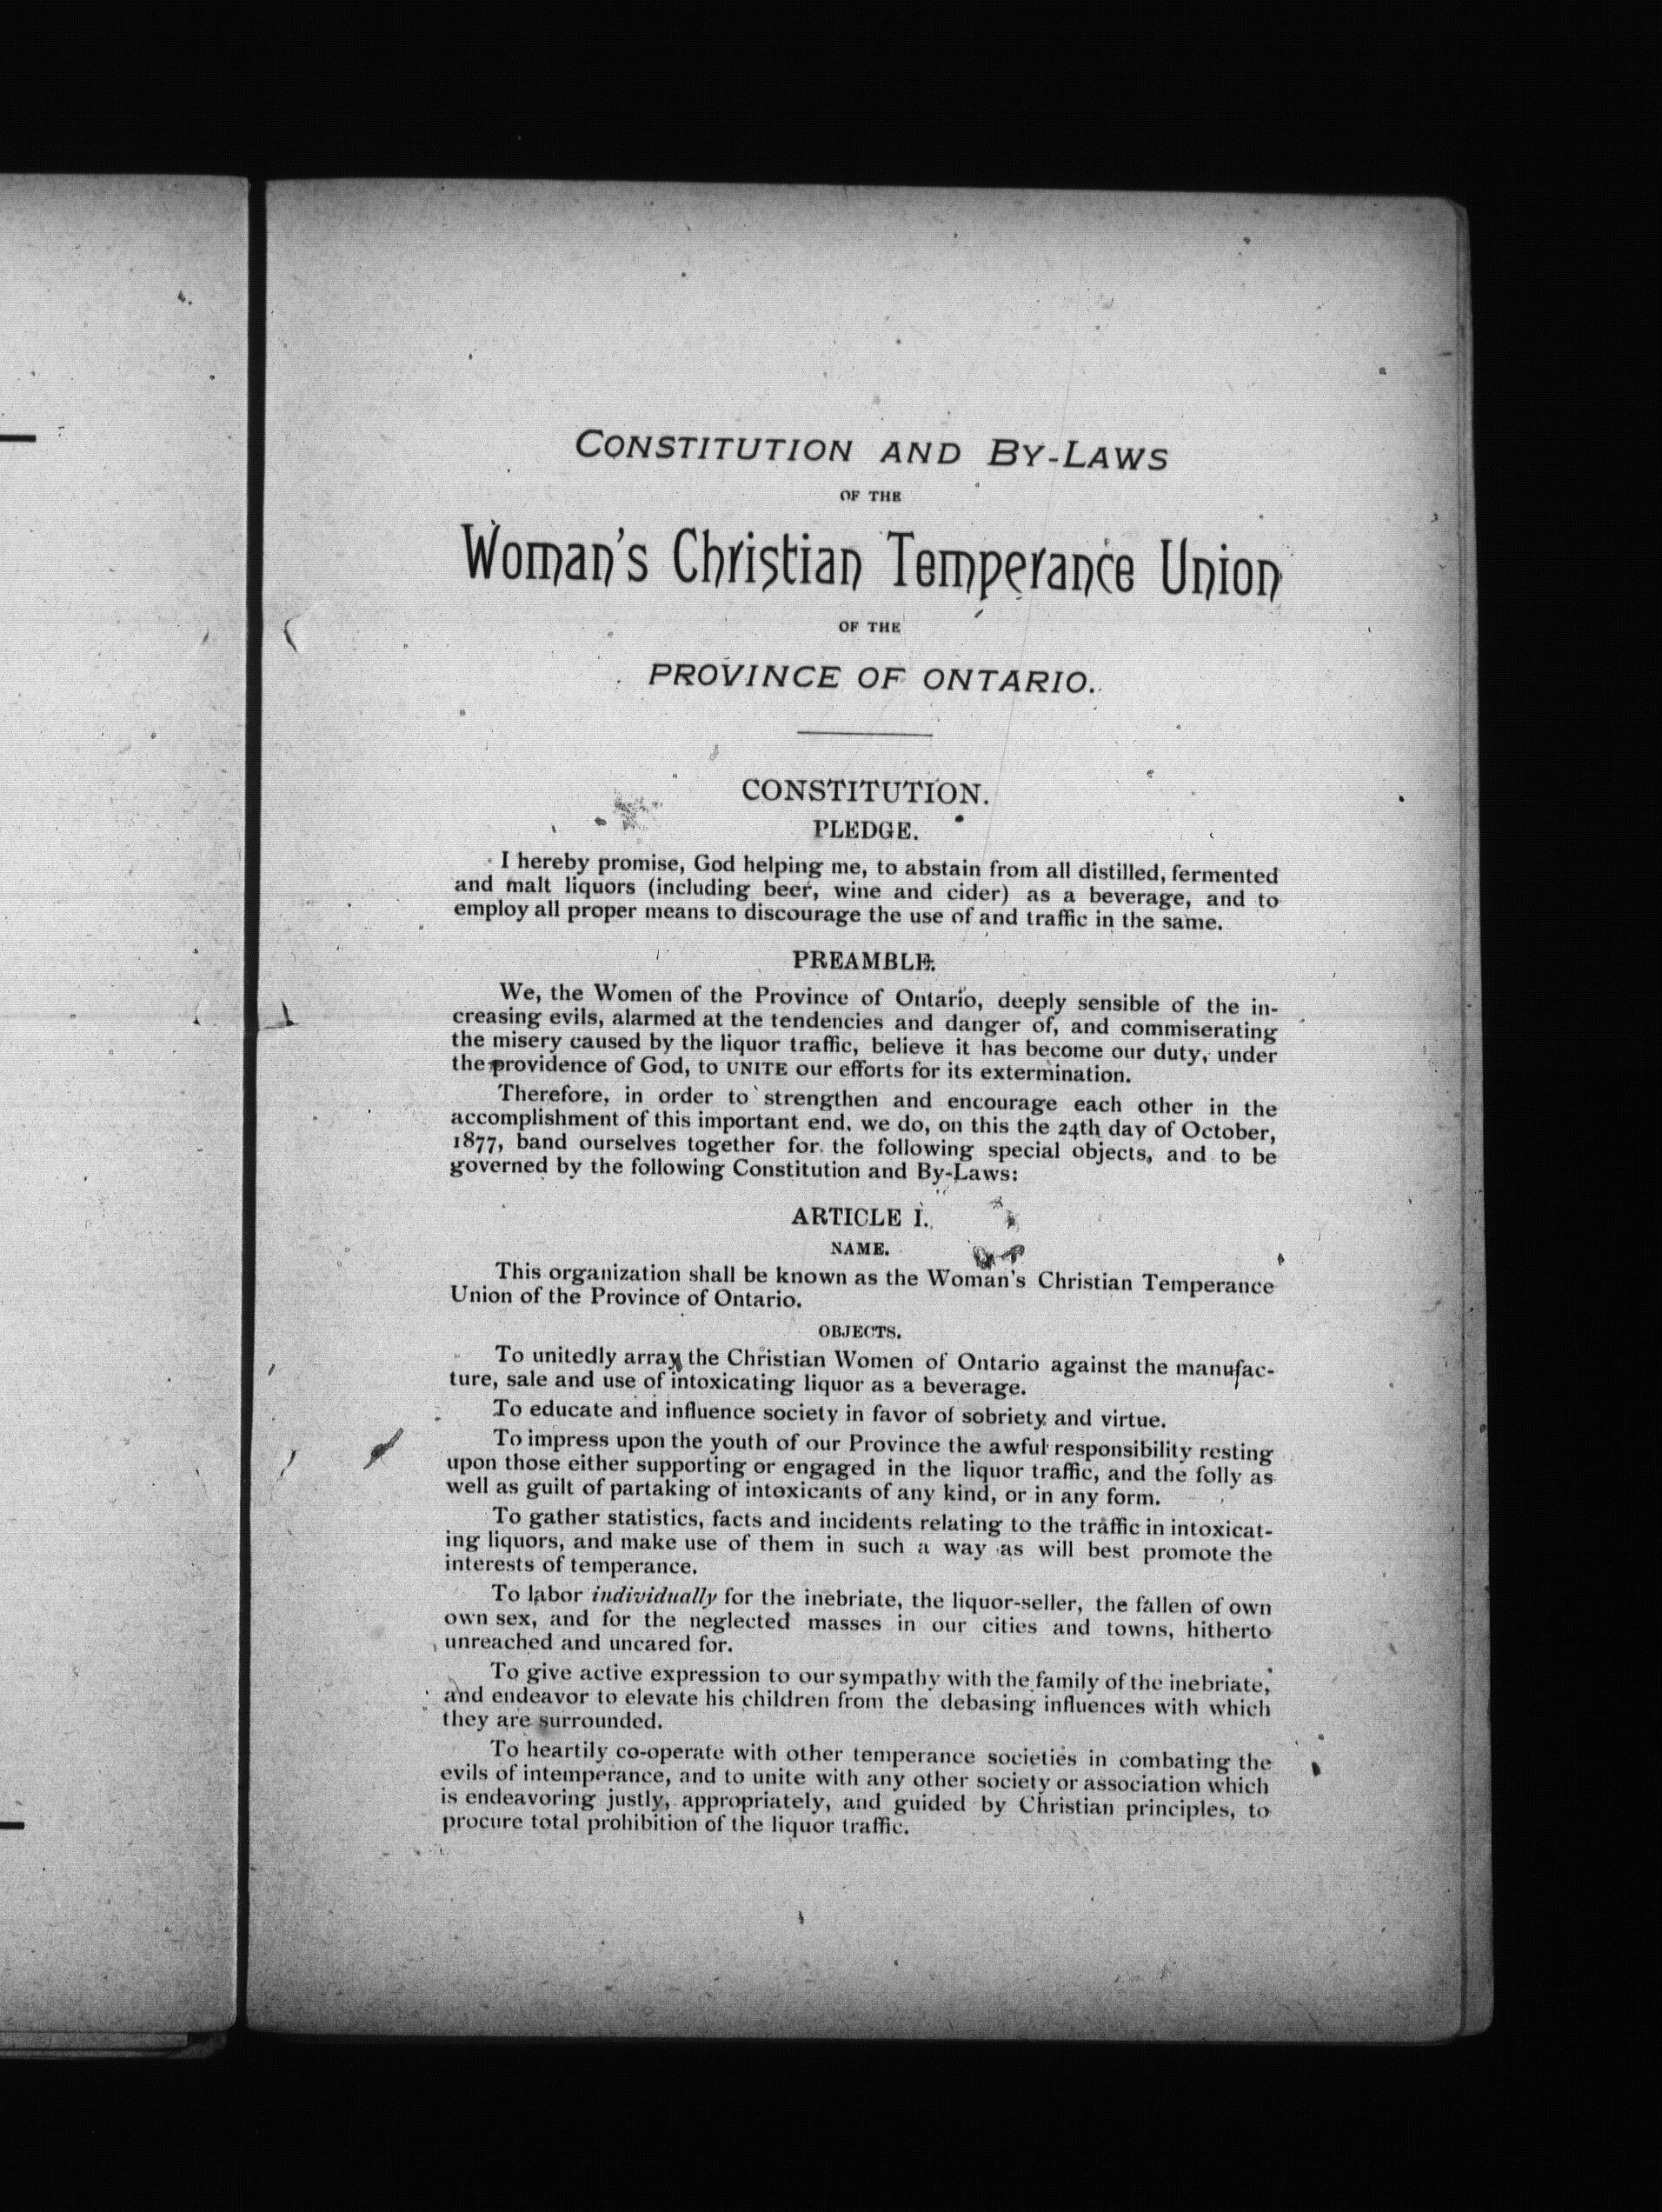 CONSTITUTION AND BY-LAWS
OF THE
Woman's Christian Temperance Union
OF THE
PROVINCE OF ONTARIO.
CONSTITUTION.
PLEDGE.
I hereby promise, God helping me, to abstain from all distilled, fermented
and malt liquors (including beer, wine and cider) as a beverage, and to
employ all proper means to discourage the use of and traffic in the same.
PREAMBLE.
We, the Women of the Province of Ontario, deeply sensible of the in-
creasing evils, alarmed at the tendencies and danger of, and commiserating
the misery caused by the liquor traffic, believe it has become our duty, under
the providence of God, to UNITE our efforts for its extermination.
Therefore, in order to strengthen and encourage each other in the
accomplishment of this important end, we do, on this the 24th day of October,
1877, band ourselves together for the following special objects, and to be
governed by the following Constitution and By-Laws:
ARTICLE I.
NAME.
This organization shall be known as the Woman's Christian Temperance
Union of the Province of Ontario.
OBJECTS.
To unitedly array the Christian Women of Ontario against the manufac-
ture, sale and use of intoxicating liquor as a beverage.
To educate and influence society in favor of sobriety and virtue.
To impress upon the youth of our Province the awful responsibility resting
upon those either supporting or engaged in the liquor traffic, and the folly as
well as guilt of partaking of intoxicants of any kind, or in any form.
To gather statistics, facts and incidents relating to the traffic in intoxicat-
ing liquors, and make use of them in such a way as will best promote the
interests of temperance.
To labor individually for the inebriate, the liquor-seller, the fallen of own
own sex, and for the neglected masses in our cities and towns, hitherto
unreached and uncared for.
To give active expression to our sympathy with the family of the inebriate,
and endeavor to elevate his children from the debasing influences with which
they are surrounded.
To heartily co-operate with other temperance societies in combating the
evils of intemperance, and to unite with any other society or association which
is endeavoring justly, appropriately, and guided by Christian principles, to
procure total prohibition of the liquor traffic.